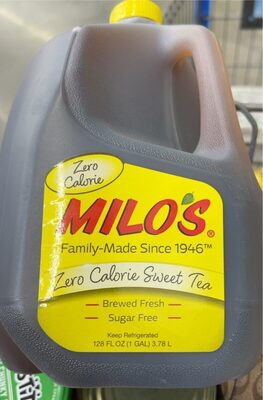 Zero
Calorie
MILO'S®
Family-Made Since 1946™
Zero Calorie Sweet Tea
Brewed Fresh
Sugar Free
Keep Refrigerated
128 FL OZ (1 GAL) 3.78 L
CHUNKY